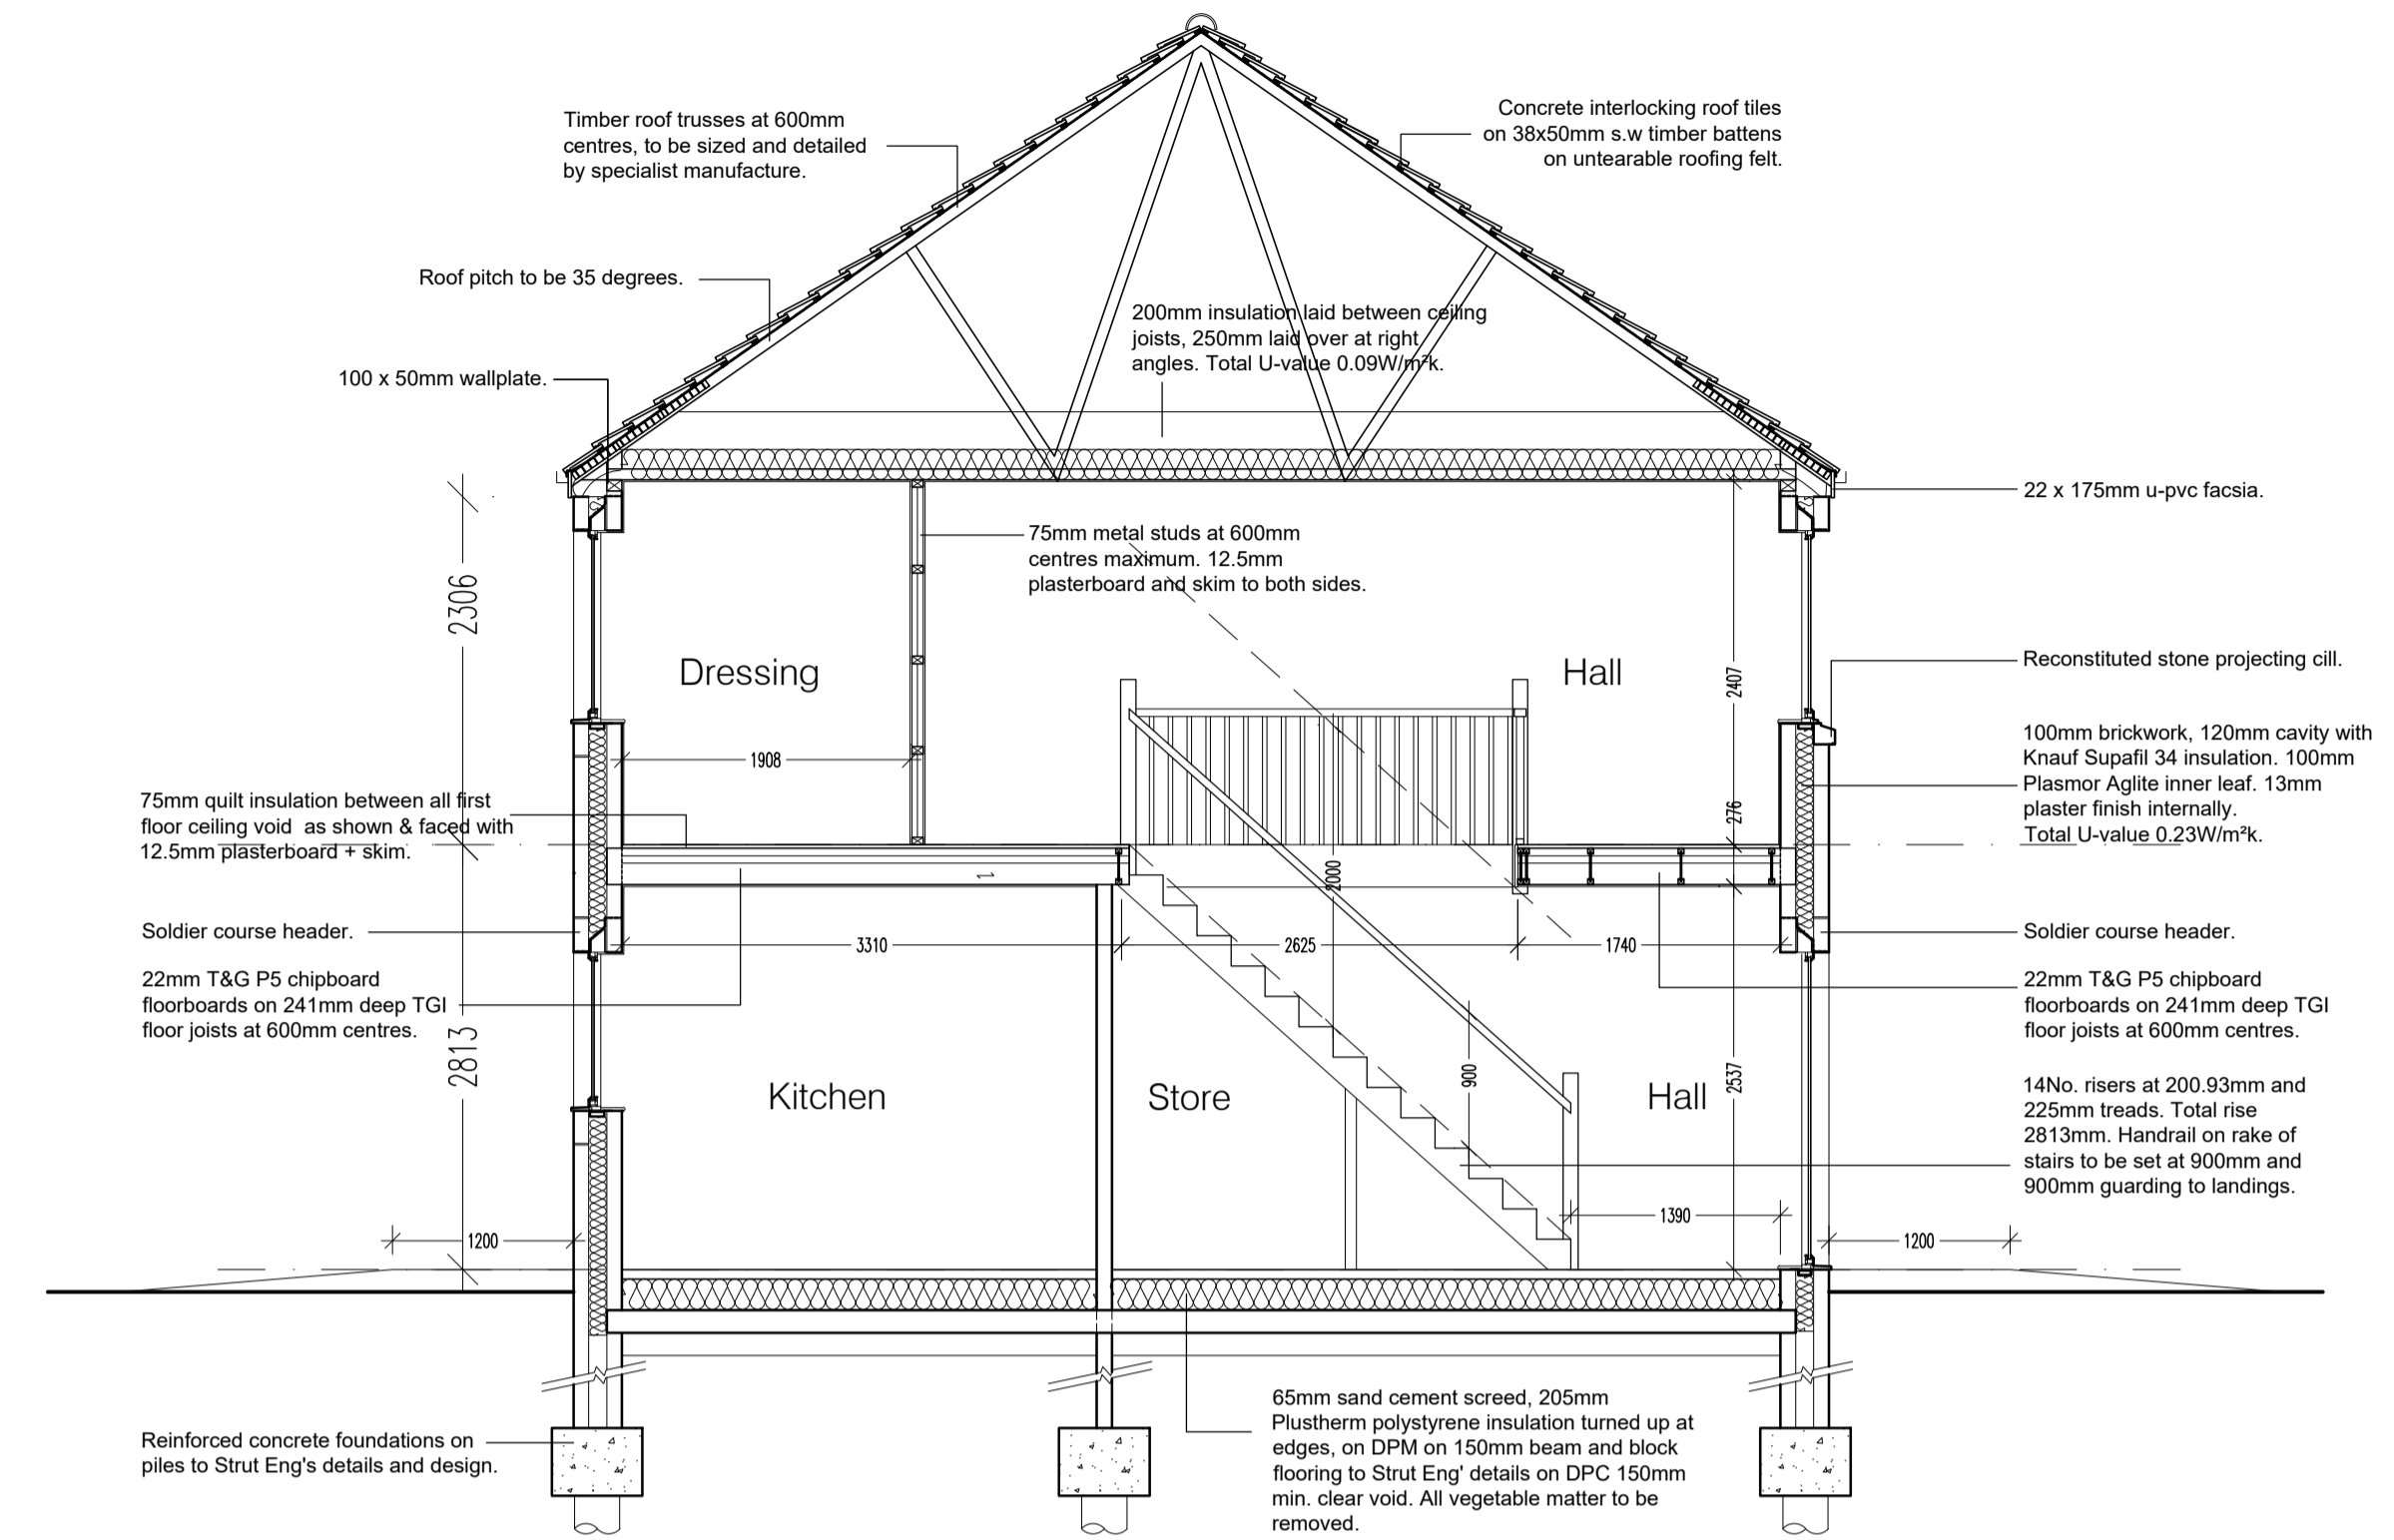 Timber roof trusses at 600mm
centres, to be sized and detailed
by specialist manufacture.
Concrete interlocking roof tiles
on 38x50mm s.w timber battens
on untearable roofing felt.
Roof pitch to be 35 degrees.
200mm insulation laid between ceiling
joists, 250mm laid over at right
angles. Total U-value 0.09W/m²k.
100 x 50mm wallplate.
22 x 175mm u-pvc facsia.
75mm metal studs at 600mm
centres maximum. 12.5mm
plasterboard and skim to both sides.
2306
Dressing
Hall
2407
Reconstituted stone projecting cill.
1908
100mm brickwork, 120mm cavity with
Knauf Supafil 34 insulation. 100mm
Plasmor Aglite inner leaf. 13mm
plaster finish internally.
Total U-value 0.23W/m²k.
75mm quilt insulation between all first
floor ceiling void as shown & faced with
12.5mm plasterboard + skim.
276
2000
Soldier course header.
3310
2625
1740
Soldier course header.
22mm T&G P5 chipboard
floorboards on 241mm deep TGI
floor joists at 600mm centres.
22mm T&G P5 chipboard
floorboards on 241mm deep TGI
floor joists at 600mm centres.
2813
Kitchen
Store
900
Hall
2537
14No. risers at 200.93mm and
225mm treads. Total rise
2813mm. Handrail on rake of
stairs to be set at 900mm and
900mm guarding to landings.
1200
1390
1200
Reinforced concrete foundations on
piles to Strut Eng's details and design.
65mm sand cement screed, 205mm
Plustherm polystyrene insulation turned up at
edges, on DPM on 150mm beam and block
flooring to Strut Eng' details on DPC 150mm
min. clear void. All vegetable matter to be
removed.